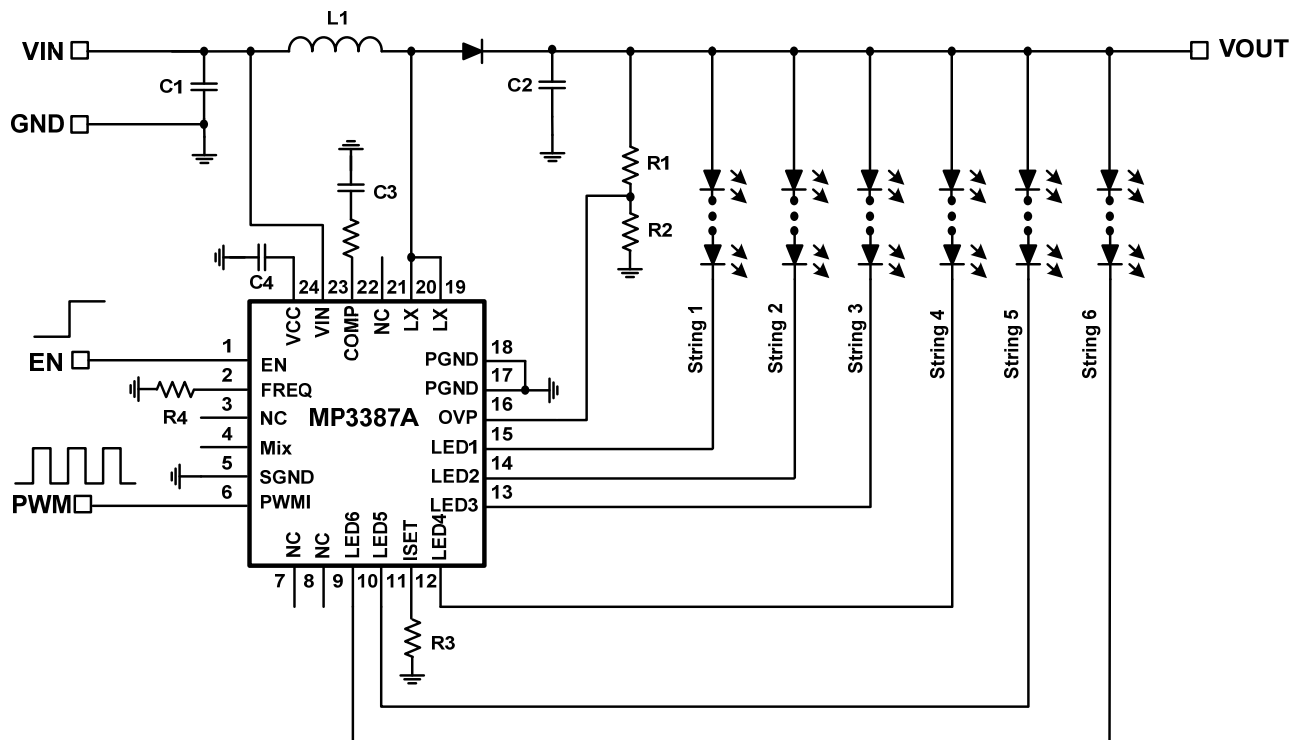 L1
VIN
VOUT
C1
C2
GND
C3
R1
R2
C4
24 23 22 21 20 19
VCC
VIN
COMP
NC
LX
LX
EN
1
EN
2
FREQ
R4
3
NC
4
Mix
5
SGND
PWM
6
PWMI
MP3387A
18
PGND
17
PGND
16
OVP
15
LED1
14
LED2
13
LED3
NC
NC
LED6
LED5
ISET
LED4
7 8 9 10 11 12
R3
String 1
String 2
String 3
String 4
String 5
String 6